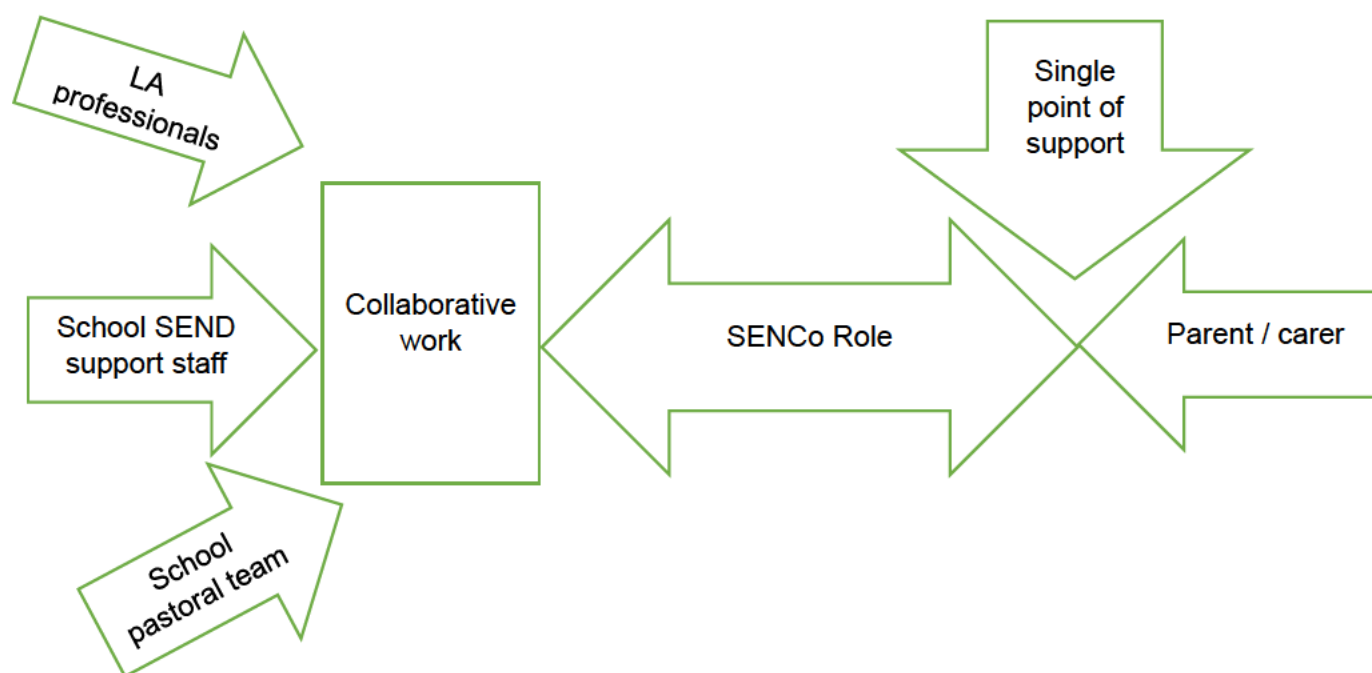 LA
professionals
Single
point of
support
School SEND
support staff
Collaborative
work
SENCo Role
Parent / carer
School
pastoral team